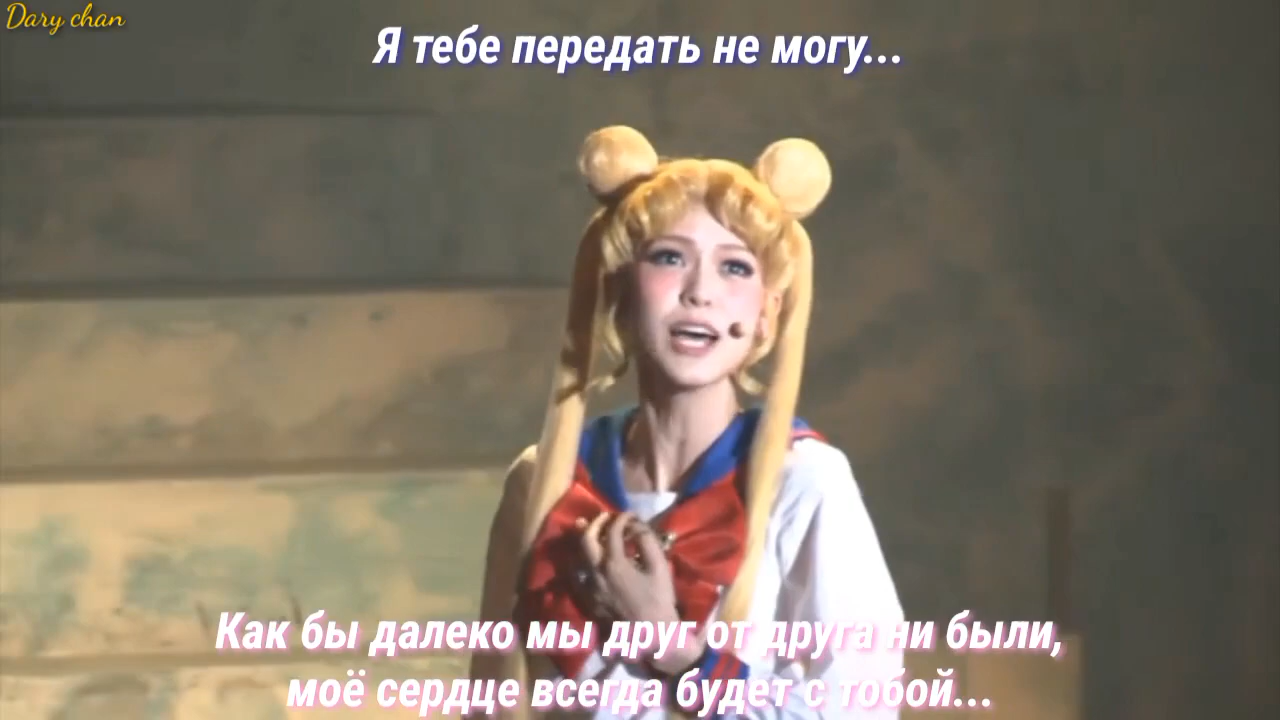 Dary chan
Я тебе передать не могу...
Как бы далеко мы друг от друга ни были,
моё сердце всегда будет с тобой...